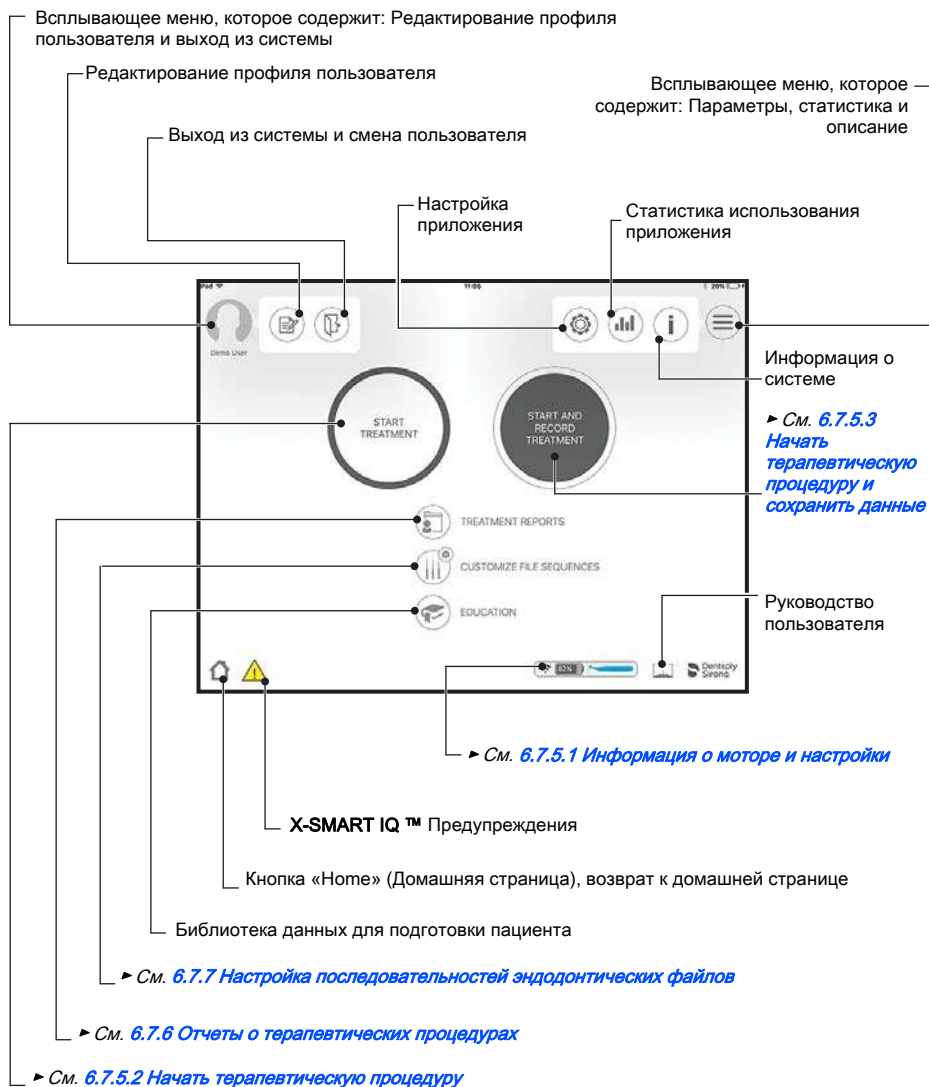 Всплывающее меню, которое содержит: Редактирование профиля
пользователя и выход из системы
Редактирование профиля пользователя
Всплывающее меню, которое
содержит: Параметры, статистика и
описание
Выход из системы и смена пользователя
Настройка
приложения
Статистика использования
приложения
iPad
11:05
20%
Demo User
Информация о
системе
START
TREATMENT
START AND
RECORD
TREATMENT
► См. 6.7.5.3
Начать
терапевтическую
процедуру и
сохранить данные
TREATMENT REPORTS
CUSTOMIZE FILE SEQUENCES
EDUCATION
Руководство
пользователя
82%
Dentsply
Sirona
► См. 6.7.5.1 Информация о моторе и настройки
X-SMART IQ ™ Предупреждения
Кнопка «Home» (Домашняя страница), возврат к домашней странице
Библиотека данных для подготовки пациента
► См. 6.7.7 Настройка последовательностей эндодонтических файлов
► См. 6.7.6 Отчеты о терапевтических процедурах
► См. 6.7.5.2 Начать терапевтическую процедуру